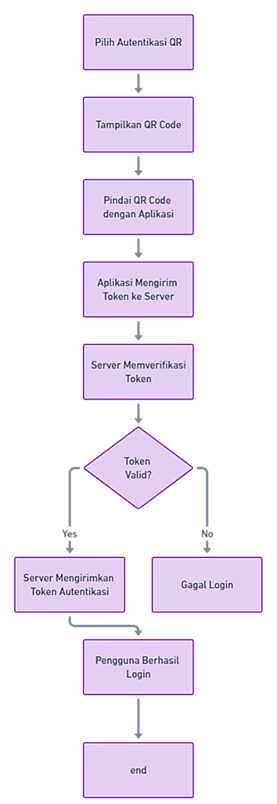 Pilih Autentikasi QR
Tampilkan QR Code
Pindai QR Code
dengan Aplikasi
Aplikasi Mengirim
Token ke Server
Server Memverifikasi
Token
Token
Valid?
Yes
No
Server Mengirimkan
Token Autentikasi
Gagal Login
Pengguna Berhasil
Login
end